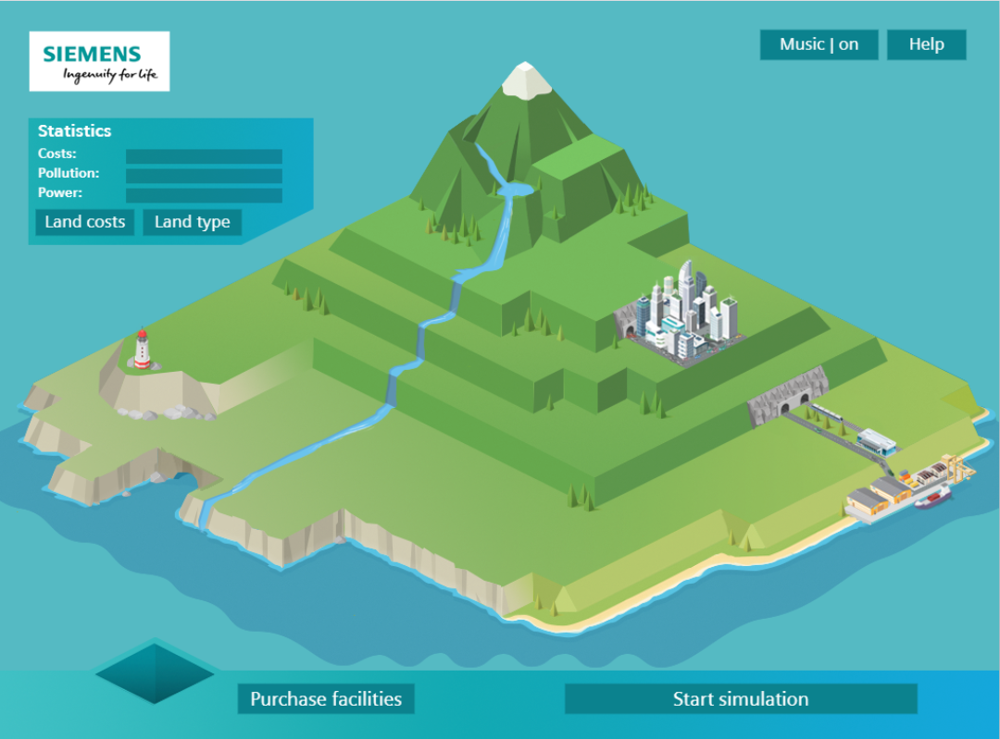 SIEMENS
Ingenuity for life
Music | on
Help
Statistics
Costs:
Pollution:
Power:
Land costs
Land type
Purchase facilities
Start simulation